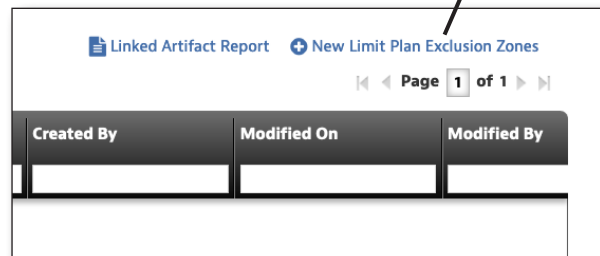 Linked Artifact Report New Limit Plan Exclusion Zones
Page 1 of 1
Created By Modified On Modified By